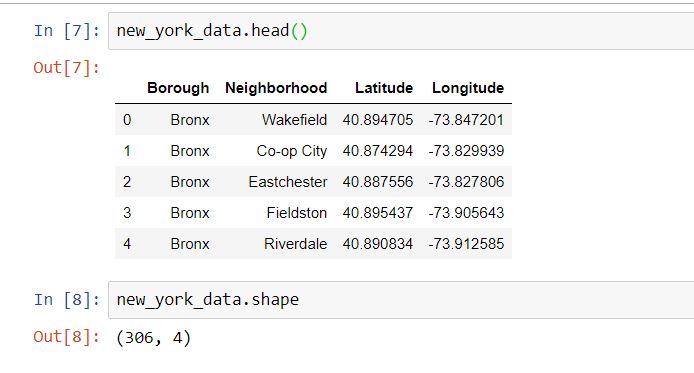 In [7]: new_york_data.head()
Out[7]:
Borough Neighborhood Latitude Longitude
0 Bronx Wakefield 40.894705 -73.847201
1 Bronx Co-op City 40.874294 -73.829939
2 Bronx Eastchester 40.887556 -73.827806
3 Bronx Fieldston 40.895437 -73.905643
4 Bronx Riverdale 40.890834 -73.912585
In [8]: new_york_data.shape
Out[8]: (306, 4)